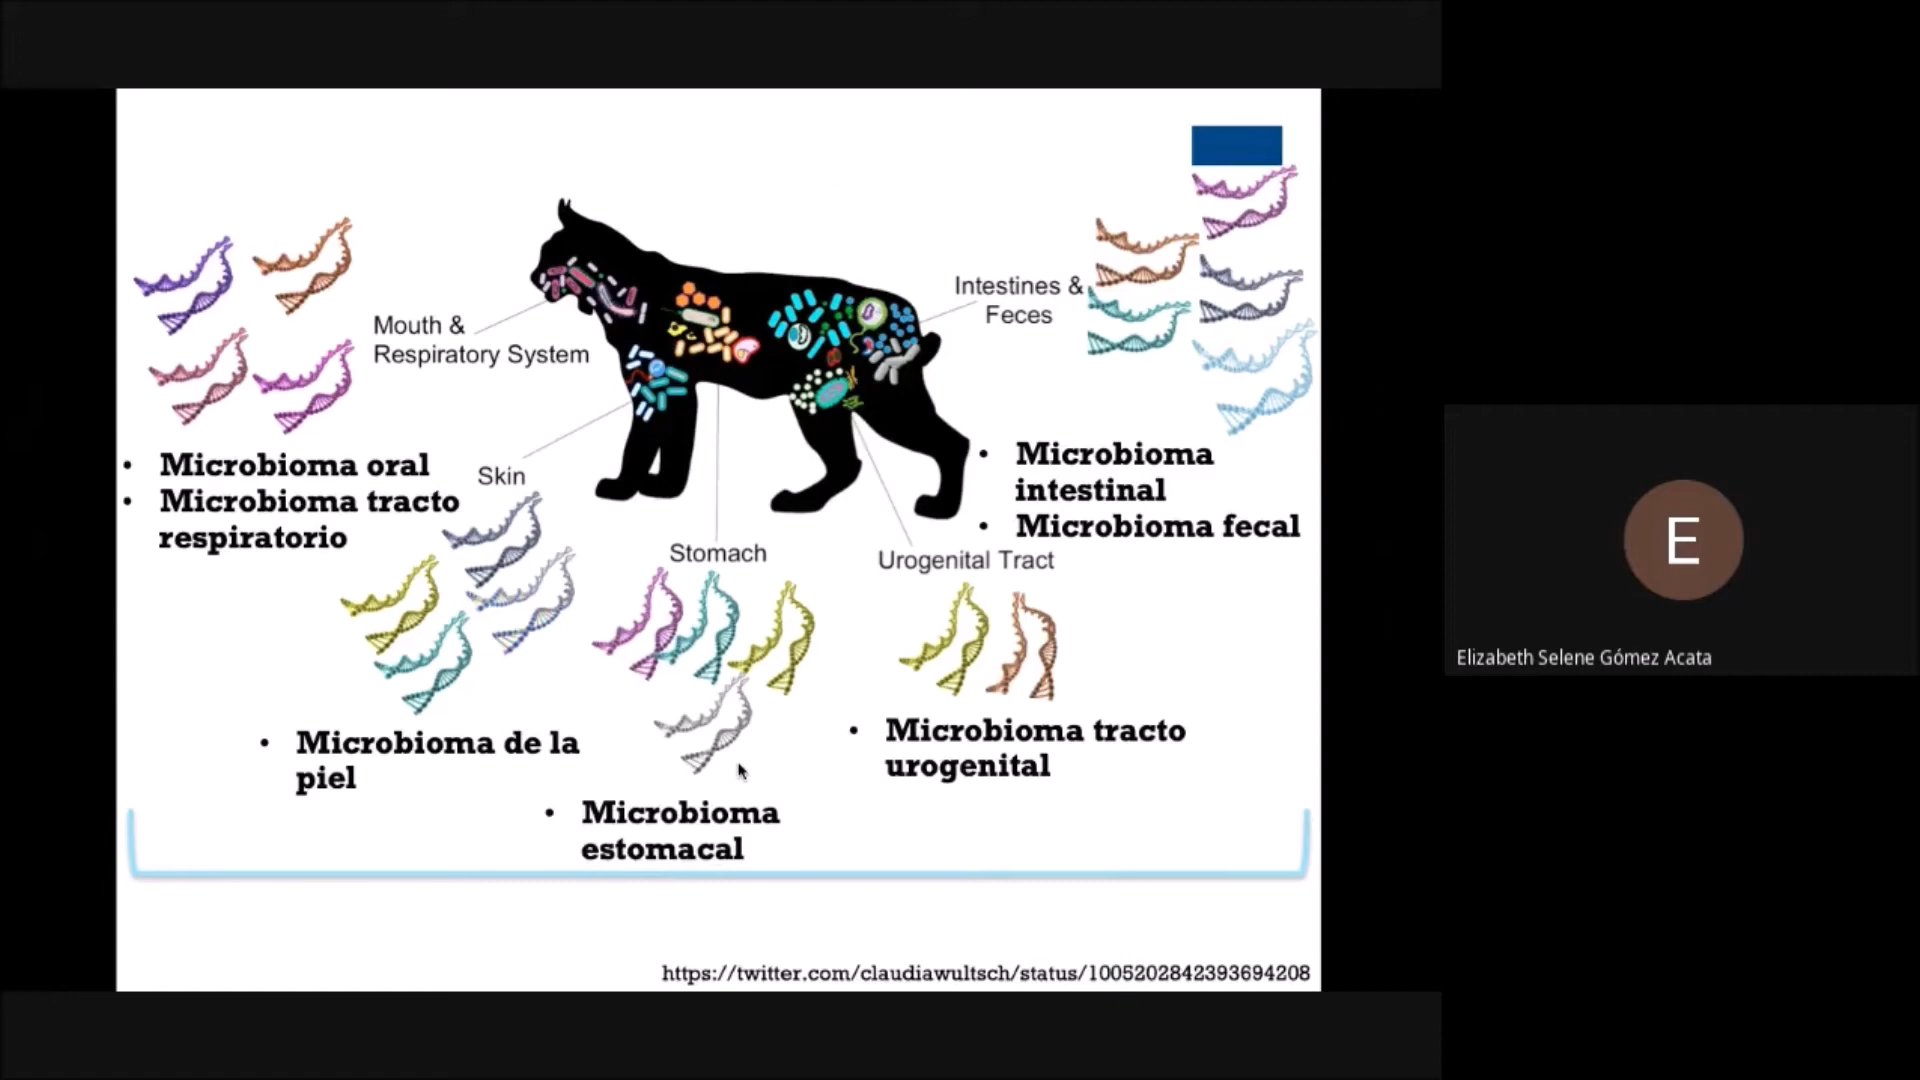 Mouth &
Respiratory System
Intestines &
Feces
• Microbioma oral
• Microbioma tracto
respiratorio
Skin
• Microbioma
intestinal
• Microbioma fecal
Stomach
Urogenital Tract
• Microbioma de la
piel
• Microbioma
estomacal
• Microbioma tracto
urogenital
https://twitter.com/claudiawultsch/status/1005202842393694208
E
Elizabeth Selene Gómez Acata